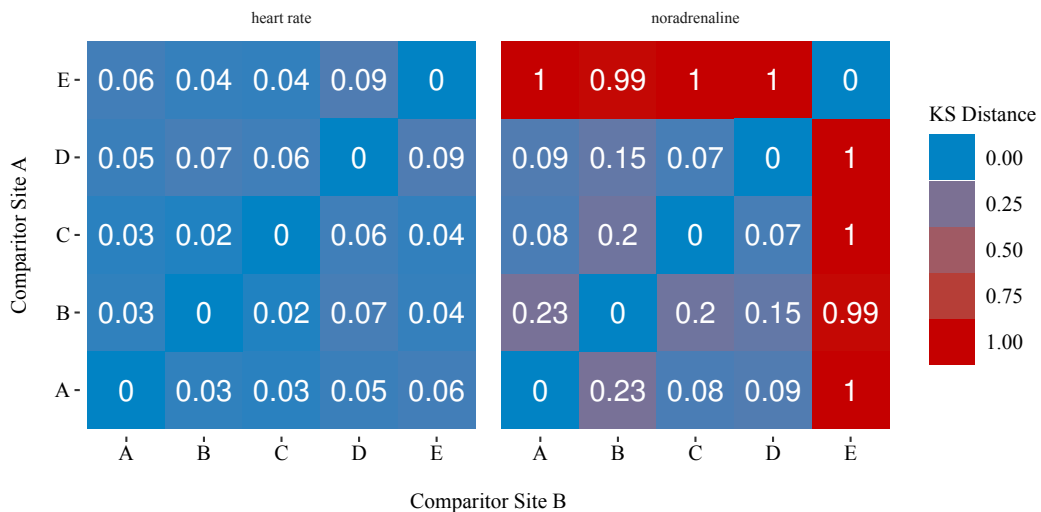 heart rate noradrenaline
E 0.06 0.04 0.04 0.09 0 1 0.99 1 1 0
D 0.05 0.07 0.06 0 0.09 0.09 0.15 0.07 0 1
C 0.03 0.02 0 0.06 0.04 0.08 0.2 0 0.07 1
B 0.03 0 0.02 0.07 0.04 0.23 0 0.2 0.15 0.99
A 0 0.03 0.03 0.05 0.06 0 0.23 0.08 0.09 1
A B C D E A B C D E
Comparitor Site A
Comparitor Site B
KS Distance
0.00
0.25
0.50
0.75
1.00